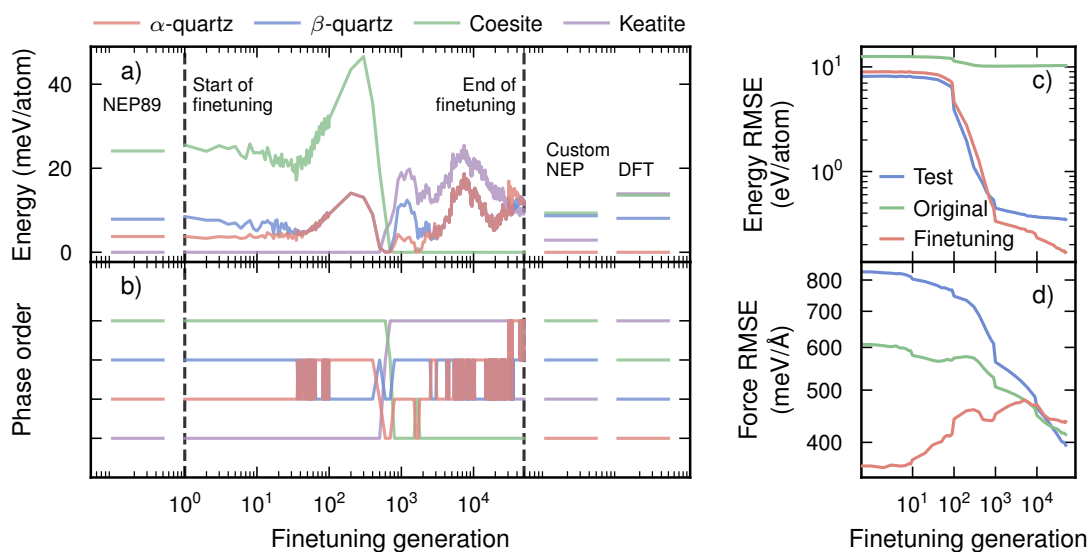 α-quartz β-quartz Coesite Keatite
a)
Start of
finetuning
End of
finetuning
NEP89
Custom
NEP
DFT
Energy (meV/atom)
40
20
0
b)
Phase order
10^0 10^1 10^2 10^3 10^4
Finetuning generation
c)
Energy RMSE
(eV/atom)
10^1
10^0
Test
Original
Finetuning
d)
Force RMSE
(meV/Å)
800
600
500
400
10^1 10^2 10^3 10^4
Finetuning generation